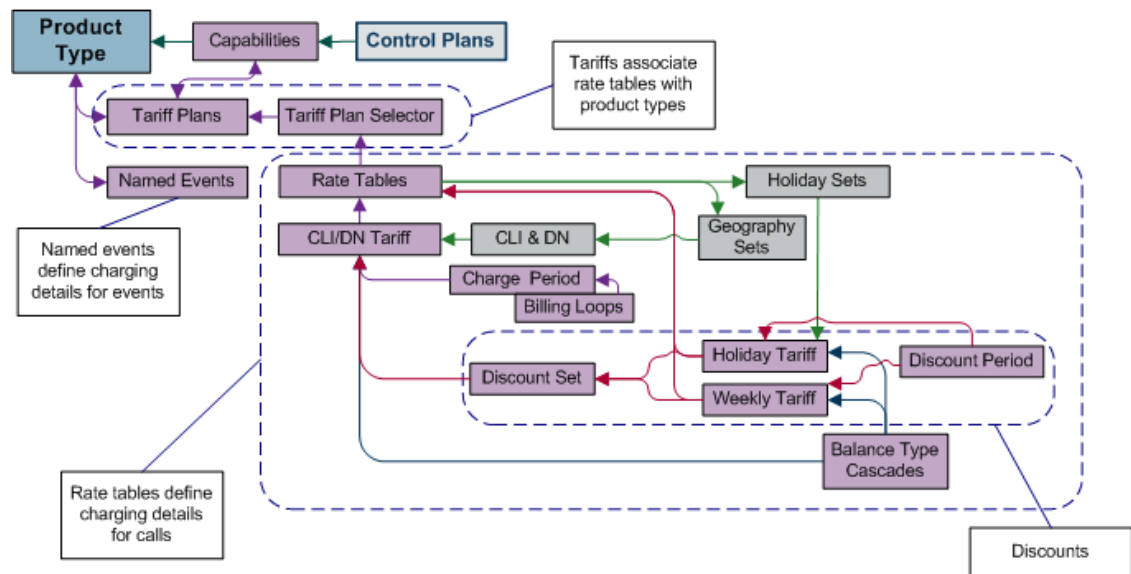 Product
Type
Capabilities
Control Plans
Tariffs associate
rate tables with
product types
Tariff Plans
Tariff Plan Selector
Named Events
Rate Tables
Holiday Sets
Geography
Sets
CLI/DN Tariff
CLI & DN
Named events
define charging
details for events
Charge Period
Billing Loops
Holiday Tariff
Discount Period
Discount Set
Weekly Tariff
Balance Type
Cascades
Rate tables define
charging details
for calls
Discounts